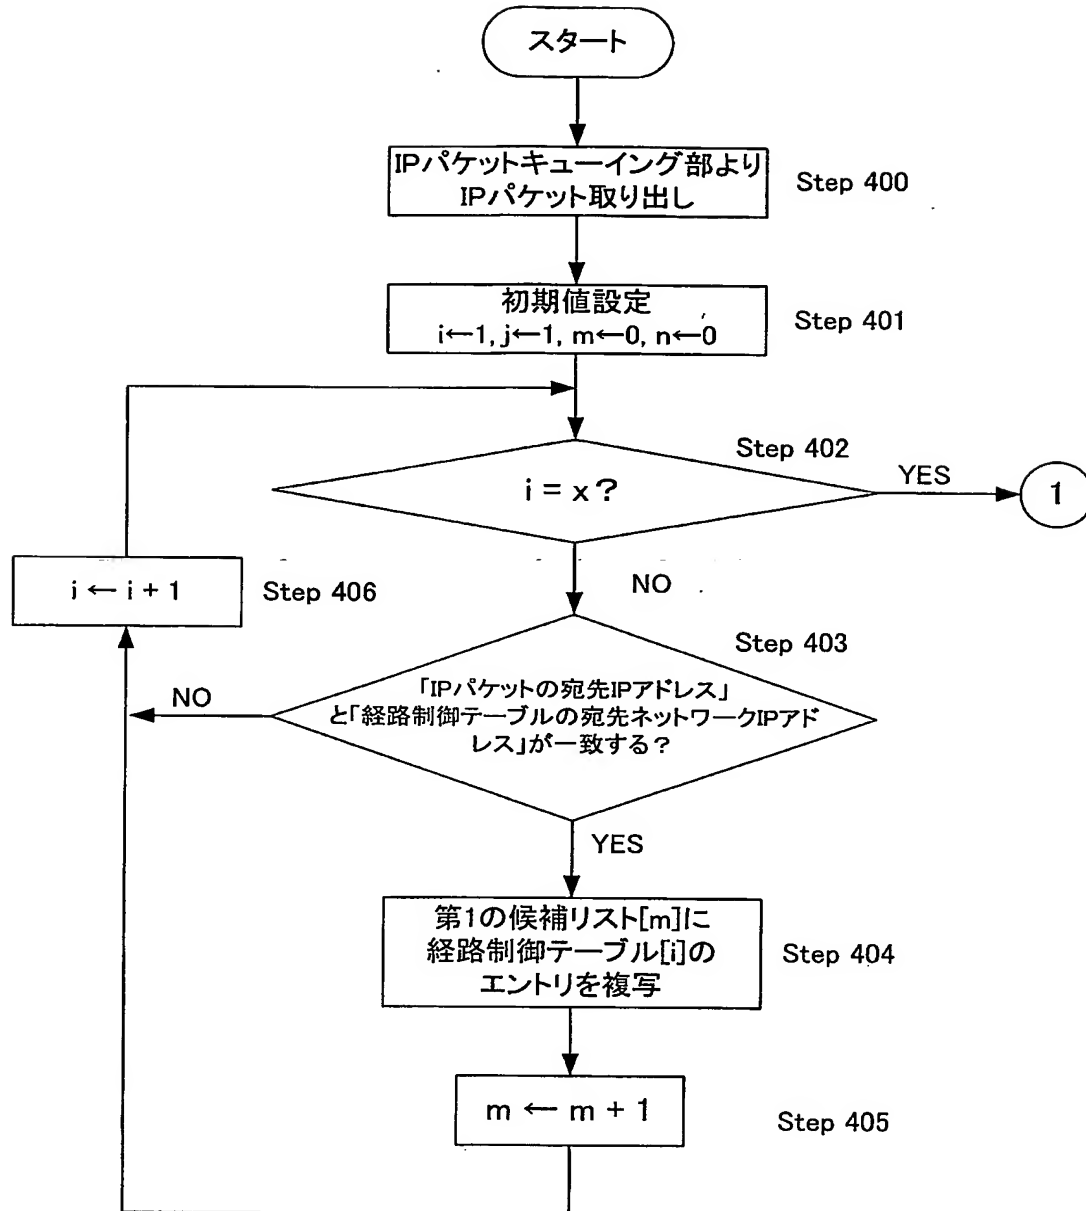 スタート
IPパケットキューイング部より
IPパケット取り出し
Step 400
初期値設定
i←1, j←1, m←0, n←0
Step 401
Step 402
i = x ?
YES
1
i ← i + 1
Step 406
NO
Step 403
「IPパケットの宛先IPアドレス」
と「経路制御テーブルの宛先ネットワークIPアド
レス」が一致する?
NO
YES
第1の候補リスト[m]に
経路制御テーブル[i]の
エントリを複写
Step 404
m ← m + 1
Step 405